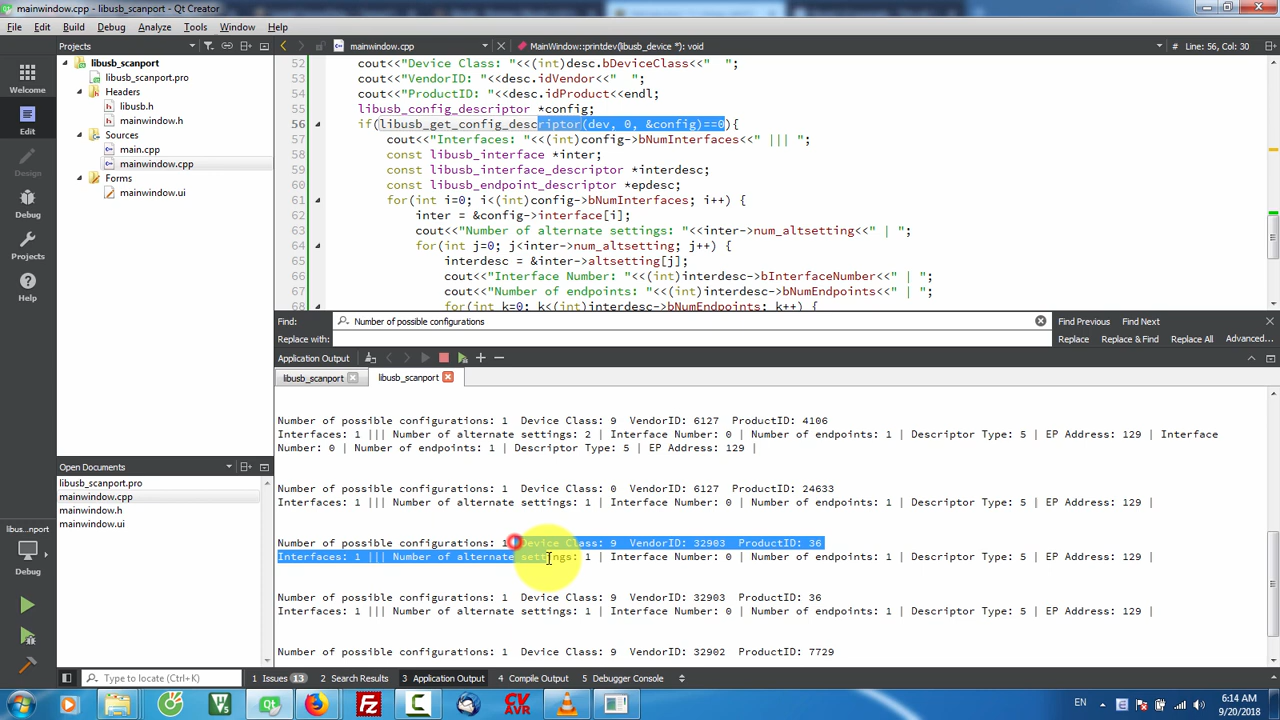 mainwindow.cpp - libusb_scanport - Qt Creator
File Edit Build Debug Analyze Tools Window Help
Projects
mainwindow.cpp
MainWindow::printdev(libusb_device *): void
# Line: 56, Col: 30
Welcome
Edit
Design
Debug
Projects
Help
libus...nport
Debug
libusb_scanport
libusb_scanport.pro
Headers
libusb.h
mainwindow.h
Sources
main.cpp
mainwindow.cpp
Forms
mainwindow.ui
Open Documents
libusb_scanport.pro
mainwindow.cpp
mainwindow.h
mainwindow.ui
52 cout<<"Device Class: "<<(int)desc.bDeviceClass<<"  ";
53 cout<<"VendorID: "<<desc.idVendor<<"  ";
54 cout<<"ProductID: "<<desc.idProduct<<endl;
55 libusb_config_descriptor *config;
56 if(libusb_get_config_descriptor(dev, 0, &config)==0){
57 cout<<"Interfaces: "<<(int)config->bNumInterfaces<<" ||| ";
58 const libusb_interface *inter;
59 const libusb_interface_descriptor *interdesc;
60 const libusb_endpoint_descriptor *epdesc;
61 for(int i=0; i<(int)config->bNumInterfaces; i++) {
62 inter = &config->interface[i];
63 cout<<"Number of alternate settings: "<<inter->num_altsetting<<" | ";
64 for(int j=0; j<inter->num_altsetting; j++) {
65 interdesc = &inter->altsetting[j];
66 cout<<"Interface Number: "<<(int)interdesc->bInterfaceNumber<<" | ";
67 cout<<"Number of endpoints: "<<(int)interdesc->bNumEndpoints<<" | ";
68 for(int k=0; k<(int)interdesc->bNumEndpoints; k++) {
Find: Number of possible configurations Find Previous Find Next
Replace with: Replace Replace & Find Replace All Advanced...
Application Output
libusb_scanport libusb_scanport
Number of possible configurations: 1  Device Class: 9  VendorID: 6127  ProductID: 4106
Interfaces: 1 ||| Number of alternate settings: 2 | Interface Number: 0 | Number of endpoints: 1 | Descriptor Type: 5 | EP Address: 129 | Interface
Number: 0 | Number of endpoints: 1 | Descriptor Type: 5 | EP Address: 129 |
Number of possible configurations: 1  Device Class: 0  VendorID: 6127  ProductID: 24633
Interfaces: 1 ||| Number of alternate settings: 1 | Interface Number: 0 | Number of endpoints: 1 | Descriptor Type: 5 | EP Address: 129 |
Number of possible configurations: 1  Device Class: 9  VendorID: 32903  ProductID: 36
Interfaces: 1 ||| Number of alternate settings: 1 | Interface Number: 0 | Number of endpoints: 1 | Descriptor Type: 5 | EP Address: 129 |
Number of possible configurations: 1  Device Class: 9  VendorID: 32903  ProductID: 36
Interfaces: 1 ||| Number of alternate settings: 1 | Interface Number: 0 | Number of endpoints: 1 | Descriptor Type: 5 | EP Address: 129 |
Number of possible configurations: 1  Device Class: 9  VendorID: 32902  ProductID: 7729
Type to locate (Ctrl+K) 1 Issues 13 2 Search Results 3 Application Output 4 Compile Output 5 Debugger Console
Qt FZ C CV AVR EN 6:14 AM
9/20/2018